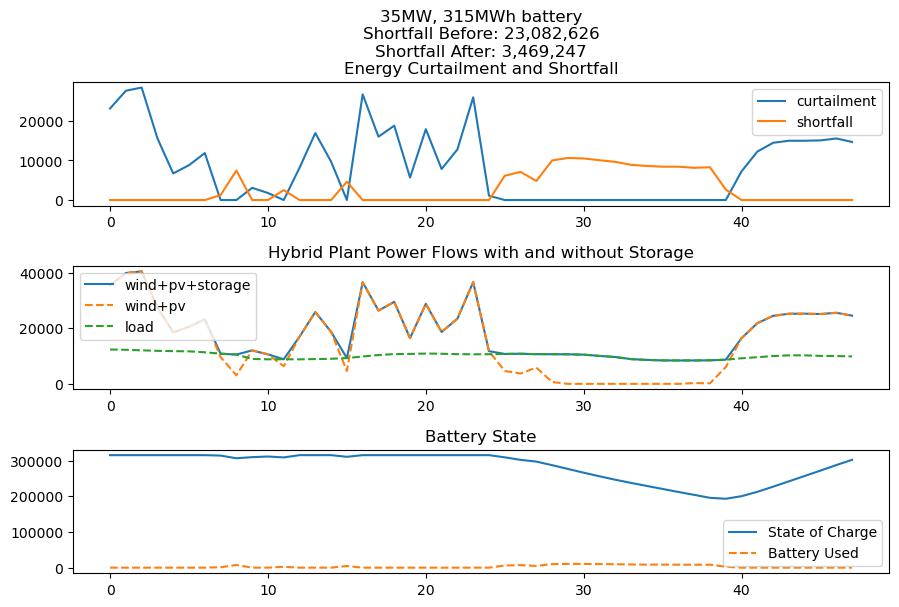 35MW, 315MWh battery
Shortfall Before: 23,082,626
Shortfall After: 3,469,247
Energy Curtailment and Shortfall
20000
10000
0
curtailment
shortfall
0 10 20 30 40
Hybrid Plant Power Flows with and without Storage
40000
20000
0
wind+pv+storage
wind+pv
load
0 10 20 30 40
Battery State
300000
200000
100000
0
State of Charge
Battery Used
0 10 20 30 40